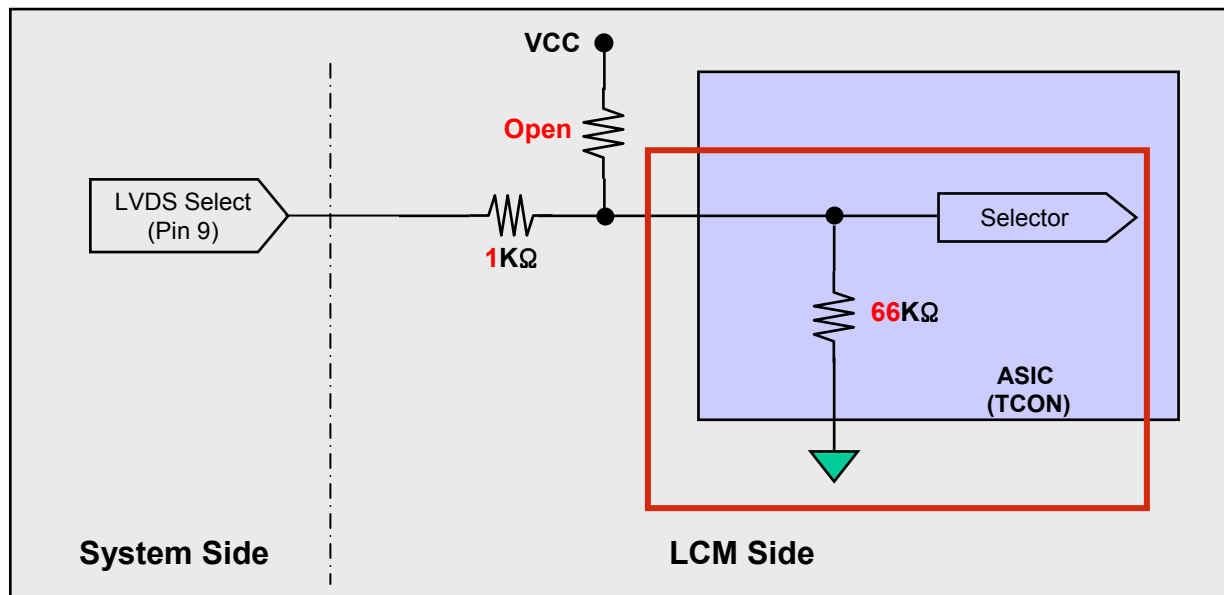 VCC
Open
LVDS Select
(Pin 9)
1KΩ
Selector
66KΩ
ASIC
(TCON)
System Side
LCM Side